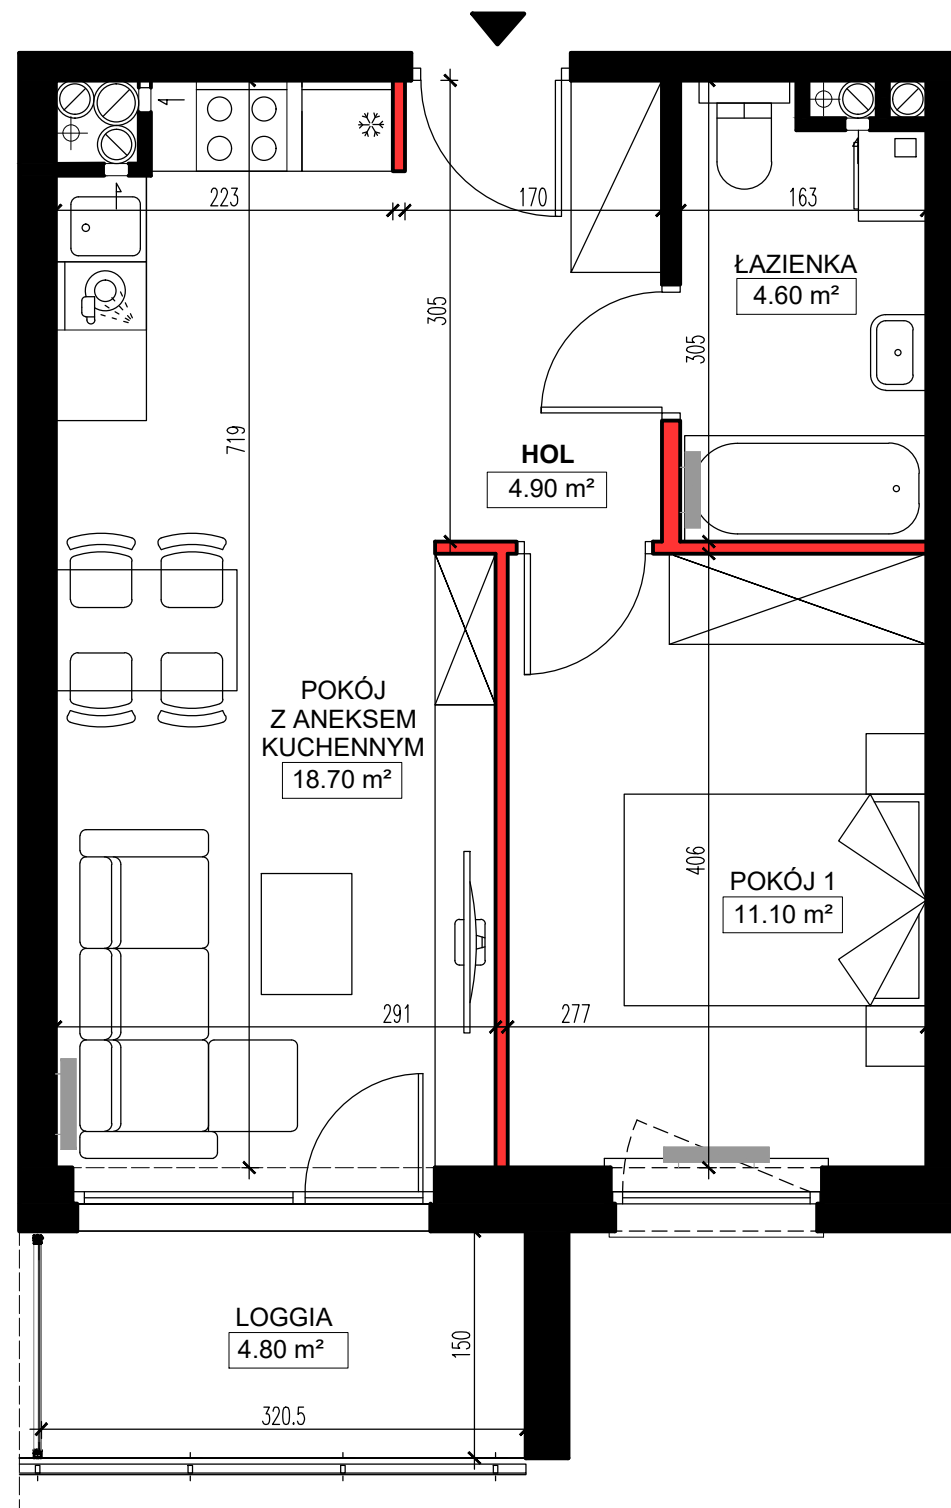 223
170
163
ŁAZIENKA
4.60 m²
305
305
719
HOL
4.90 m²
POKÓJ
Z ANEKSEM
KUCHENNYM
18.70 m²
406
POKÓJ 1
11.10 m²
291
277
LOGGIA
4.80 m²
150
320.5